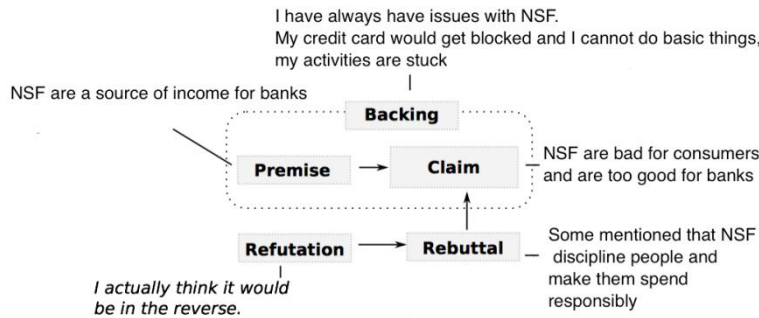 I have always have issues with NSF.
My credit card would get blocked and I cannot do basic things,
my activities are stuck
NSF are a source of income for banks
Backing
Premise
Claim
NSF are bad for consumers
and are too good for banks
Refutation
Rebuttal
Some mentioned that NSF
discipline people and
make them spend
responsibly
I actually think it would
be in the reverse.